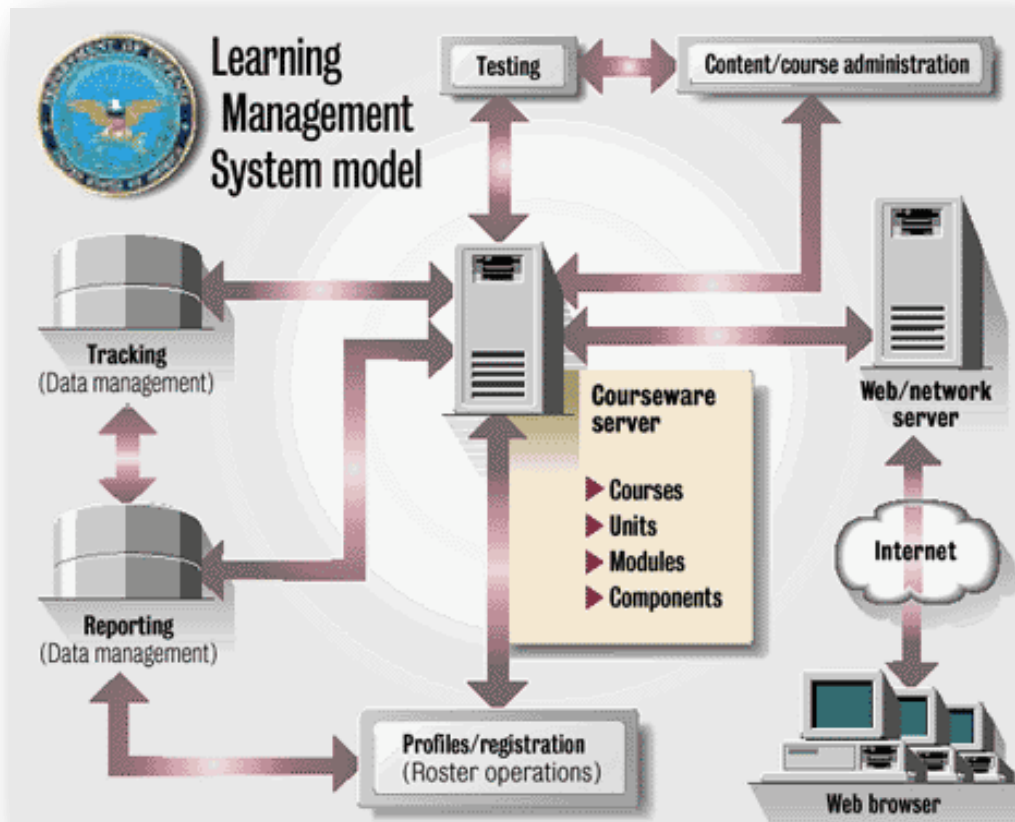 Learning
Management
System model
Testing
Content/course administration
Tracking
(Data management)
Courseware
server
Courses
Units
Modules
Components
Web/network
server
Internet
Reporting
(Data management)
Profiles/registration
(Roster operations)
Web browser